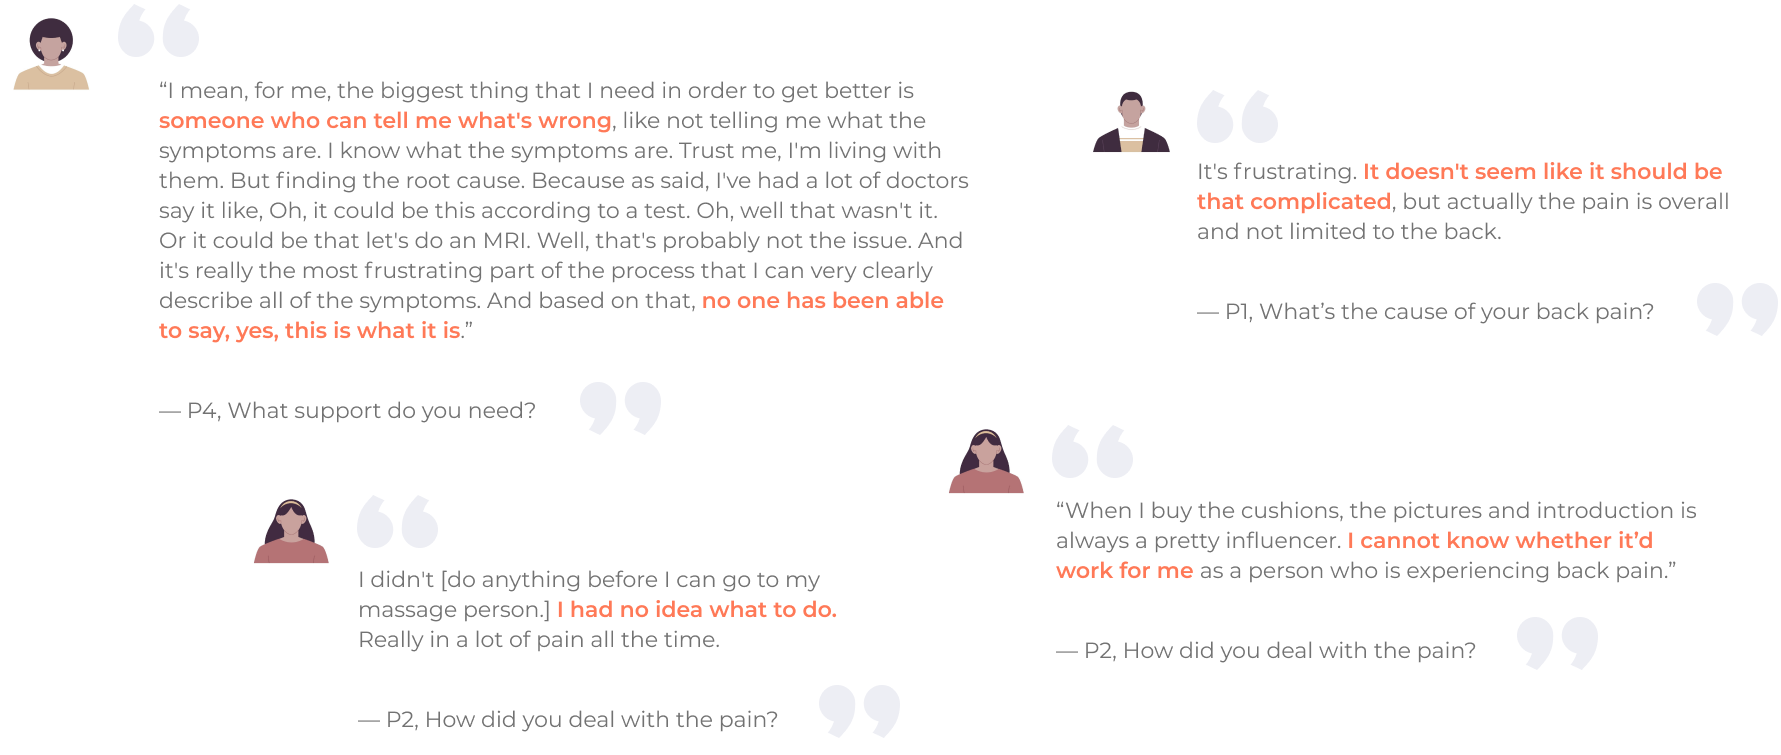 “I mean, for me, the biggest thing that I need in order to get better is
someone who can tell me what's wrong, like not telling me what the
symptoms are. I know what the symptoms are. Trust me, I'm living with
them. But finding the root cause. Because as said, I've had a lot of doctors
say it like, Oh, it could be this according to a test. Oh, well that wasn't it.
Or it could be that let's do an MRI. Well, that's probably not the issue. And
it's really the most frustrating part of the process that I can very clearly
describe all of the symptoms. And based on that, no one has been able
to say, yes, this is what it is.”
— P4, What support do you need?
It's frustrating. It doesn't seem like it should be
that complicated, but actually the pain is overall
and not limited to the back.
— P1, What’s the cause of your back pain?
I didn't [do anything before I can go to my
massage person.] I had no idea what to do.
Really in a lot of pain all the time.
— P2, How did you deal with the pain?
“When I buy the cushions, the pictures and introduction is
always a pretty influencer. I cannot know whether it’d
work for me as a person who is experiencing back pain.”
— P2, How did you deal with the pain?